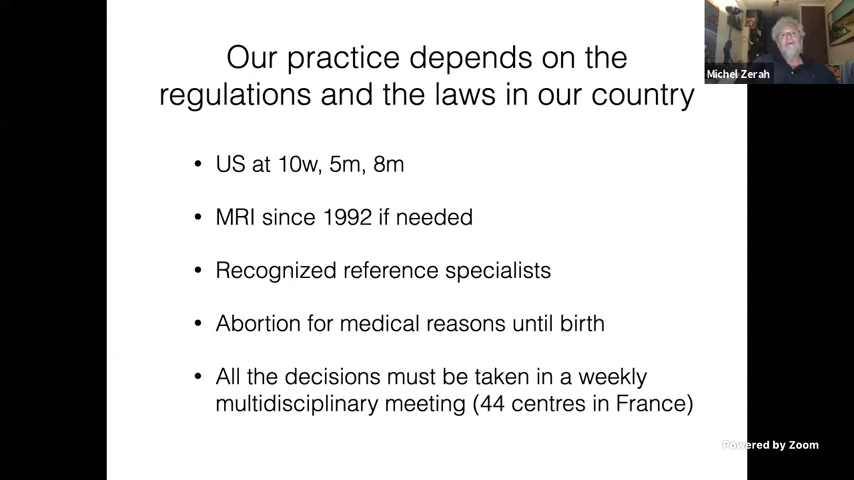 Our practice depends on the
regulations and the laws in our country
Michel Zerah
• US at 10w, 5m, 8m
• MRI since 1992 if needed
• Recognized reference specialists
• Abortion for medical reasons until birth
• All the decisions must be taken in a weekly
multidisciplinary meeting (44 centres in France)
Powered by Zoom